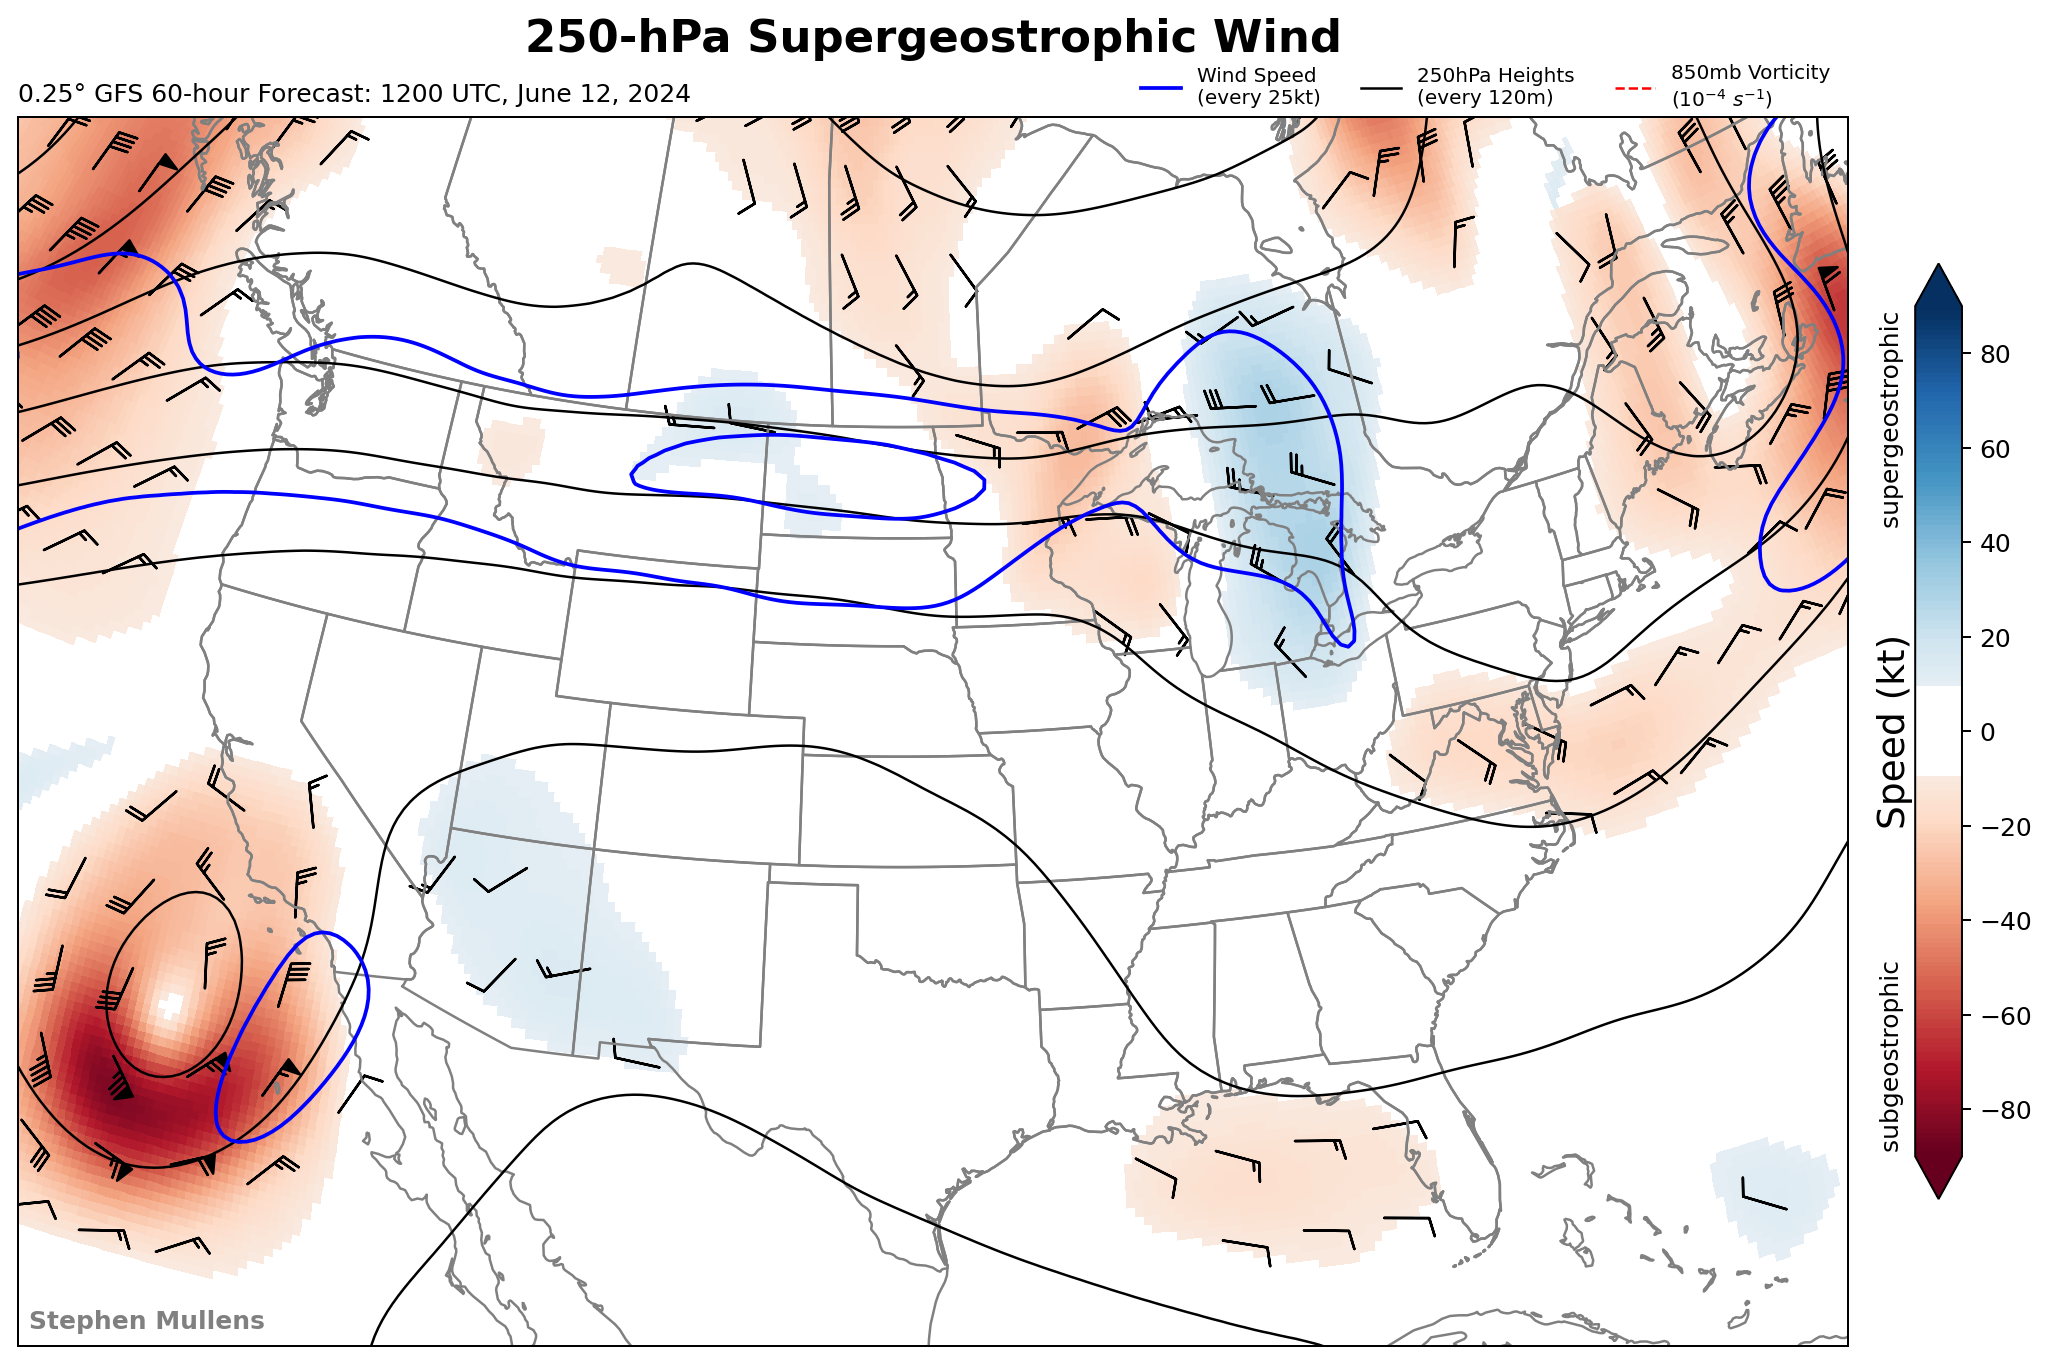 250-hPa Supergeostrophic Wind
0.25° GFS 60-hour Forecast: 1200 UTC, June 12, 2024
Wind Speed
(every 25kt)
250hPa Heights
(every 120m)
850mb Vorticity
(10⁻⁴ s⁻¹)
supergeostrophic
Speed (kt)
subgeostrophic
80
60
40
20
0
−20
−40
−60
−80
Stephen Mullens